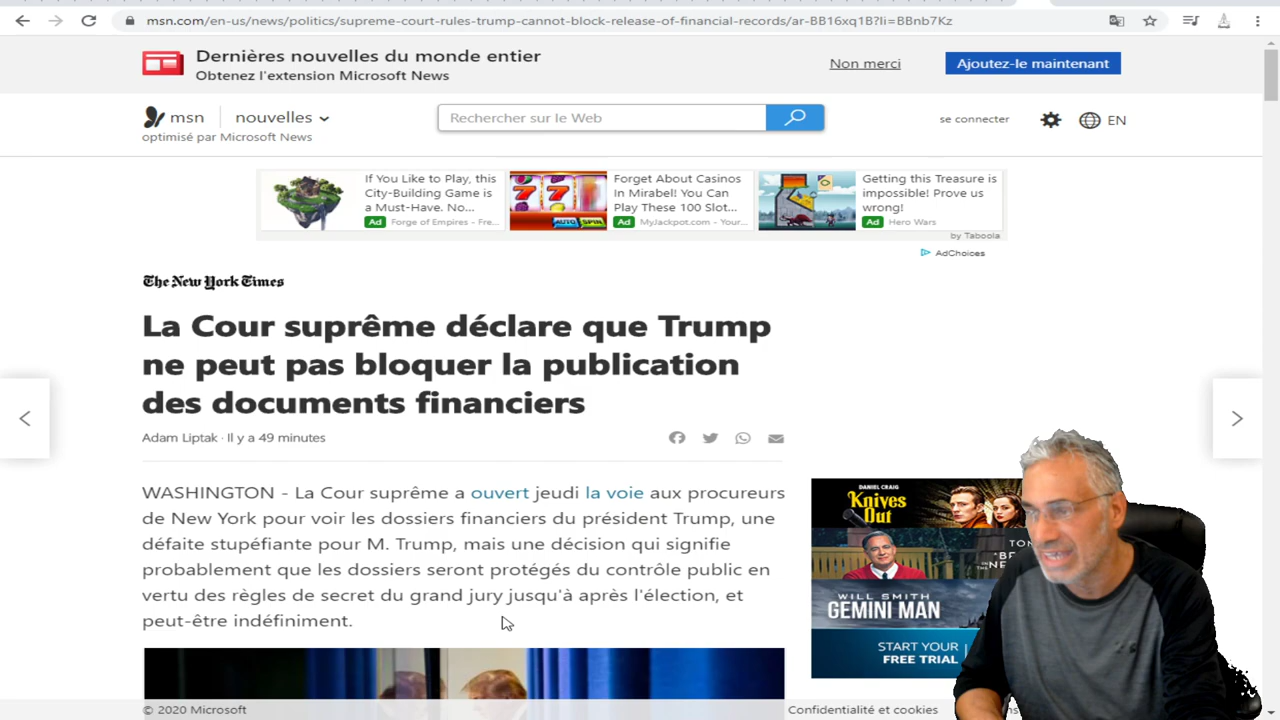 msn.com/en-us/news/politics/supreme-court-rules-trump-cannot-block-release-of-financial-records/ar-BB16xq1B?li=BBnb7Kz
Dernières nouvelles du monde entier
Obtenez l'extension Microsoft News
Non merci
Ajoutez-le maintenant
msn
nouvelles
optimisé par Microsoft News
Rechercher sur le Web
se connecter
EN
If You Like to Play, this
City-Building Game is
a Must-Have. No...
Ad Forge of Empires - Fre...
Forget About Casinos
In Mirabel! You Can
Play These 100 Slot...
Ad MyJackpot.com - Your...
Getting this Treasure is
impossible! Prove us
wrong!
Ad Hero Wars
7 7
AUTO SPIN
by Taboola
AdChoices
The New York Times
La Cour suprême déclare que Trump
ne peut pas bloquer la publication
des documents financiers
Adam Liptak · Il y a 49 minutes
WASHINGTON - La Cour suprême a ouvert jeudi la voie aux procureurs
de New York pour voir les dossiers financiers du président Trump, une
défaite stupéfiante pour M. Trump, mais une décision qui signifie
probablement que les dossiers seront protégés du contrôle public en
vertu des règles de secret du grand jury jusqu'à après l'élection, et
peut-être indéfiniment.
DANIEL CRAIG
Knives
Out
WILL SMITH
GEMINI MAN
START YOUR
FREE TRIAL
© 2020 Microsoft
Confidentialité et cookies